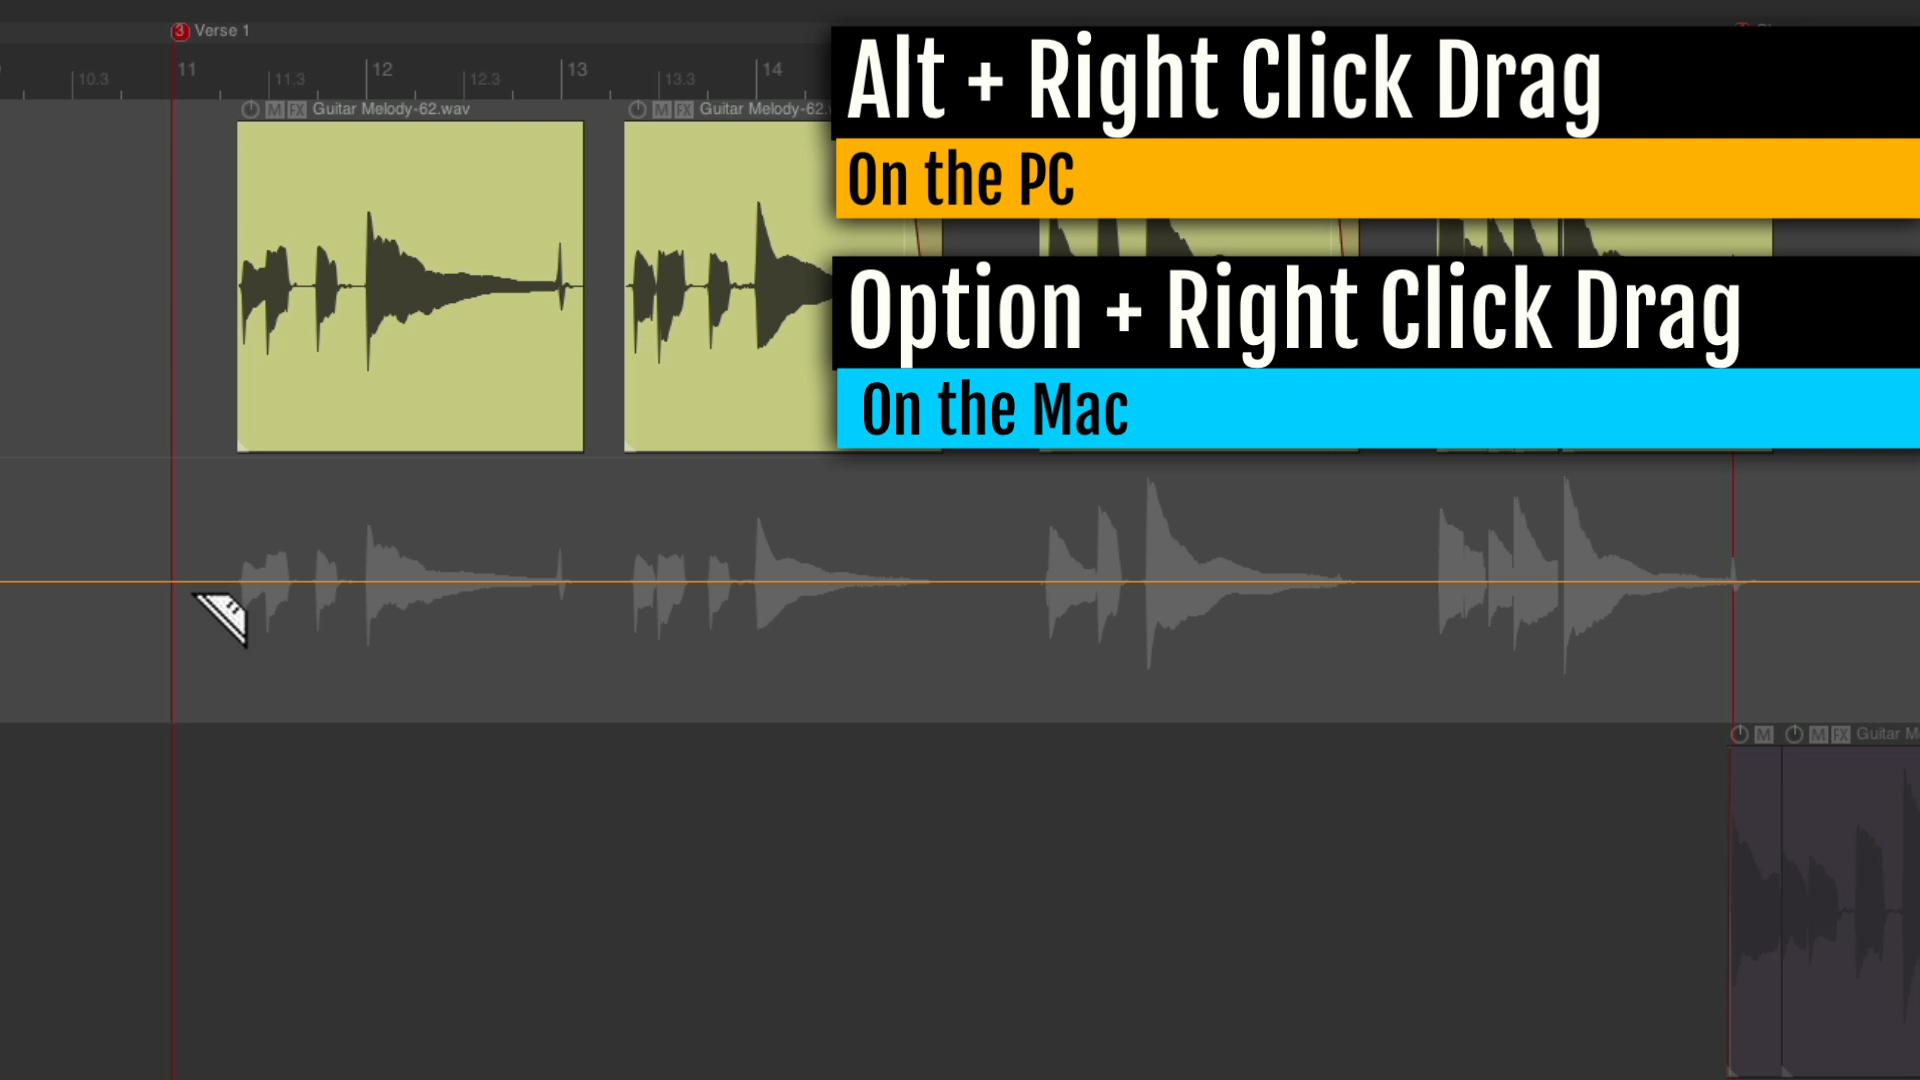 3 Verse 1
10.3 11 11.3 12 12.3 13 13.3 14
M FX Guitar Melody-62.wav M FX Guitar Melody-62.
Alt + Right Click Drag
On the PC
Option + Right Click Drag
On the Mac
M M FX Guitar